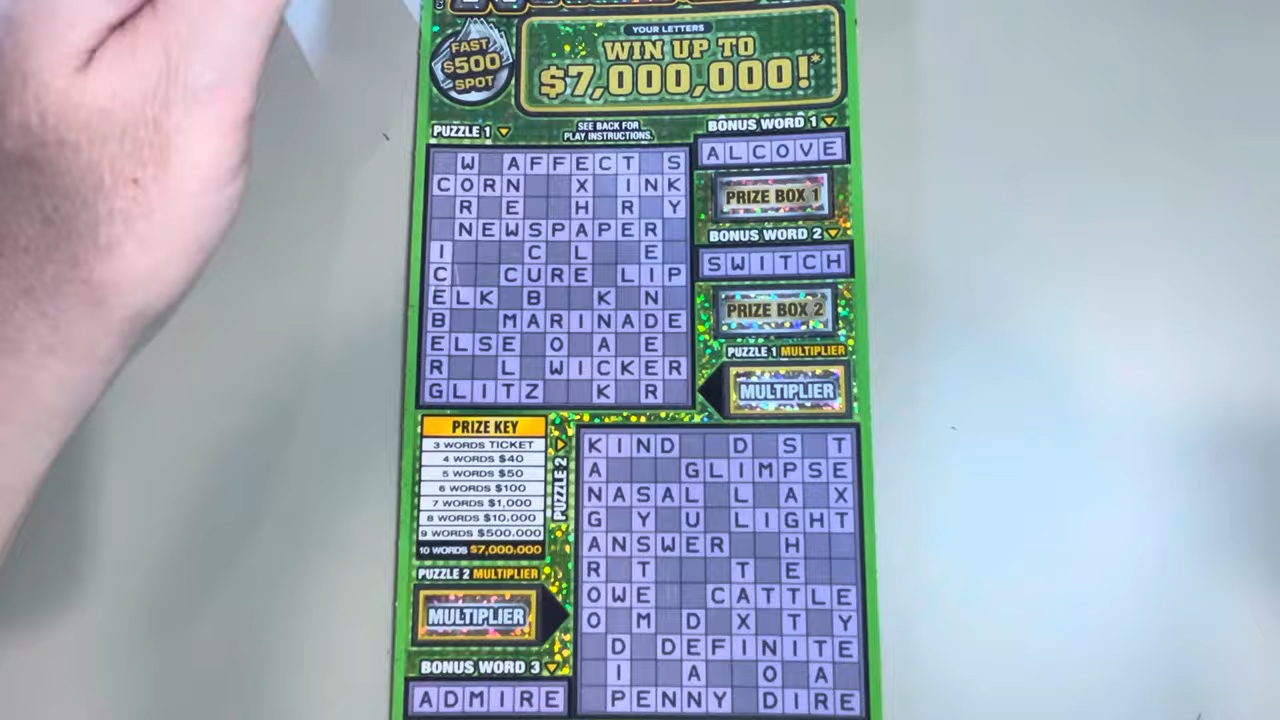 YOUR LETTERS
FAST
$500
SPOT
WIN UP TO
$7,000,000!*
PUZZLE 1
SEE BACK FOR
PLAY INSTRUCTIONS.
BONUS WORD 1
ALCOVE
PRIZE BOX 1
BONUS WORD 2
SWITCH
PRIZE BOX 2
PUZZLE 1 MULTIPLIER
MULTIPLIER
W AFFECT S
CORN N X I INK
R E H R Y
NEWSPAPER
I C L E
C CURE LIP
ELK B K N
B MARINADE
ELSE O A E
R L WICKER
GLITZ K R
PRIZE KEY
3 WORDS TICKET
4 WORDS $40
5 WORDS $50
6 WORDS $100
7 WORDS $1,000
8 WORDS $10,000
9 WORDS $500,000
10 WORDS $7,000,000
PUZZLE 2 MULTIPLIER
MULTIPLIER
PUZZLE 2
KIND D S T
A GLIMPSE
NASAL L A X
G Y U LIGHT
ANSWER H
R T T E
OWE CATTLE
O M D X T Y
D DEFINITE
I A O A
PENNY DIRE
BONUS WORD 3
ADMIRE